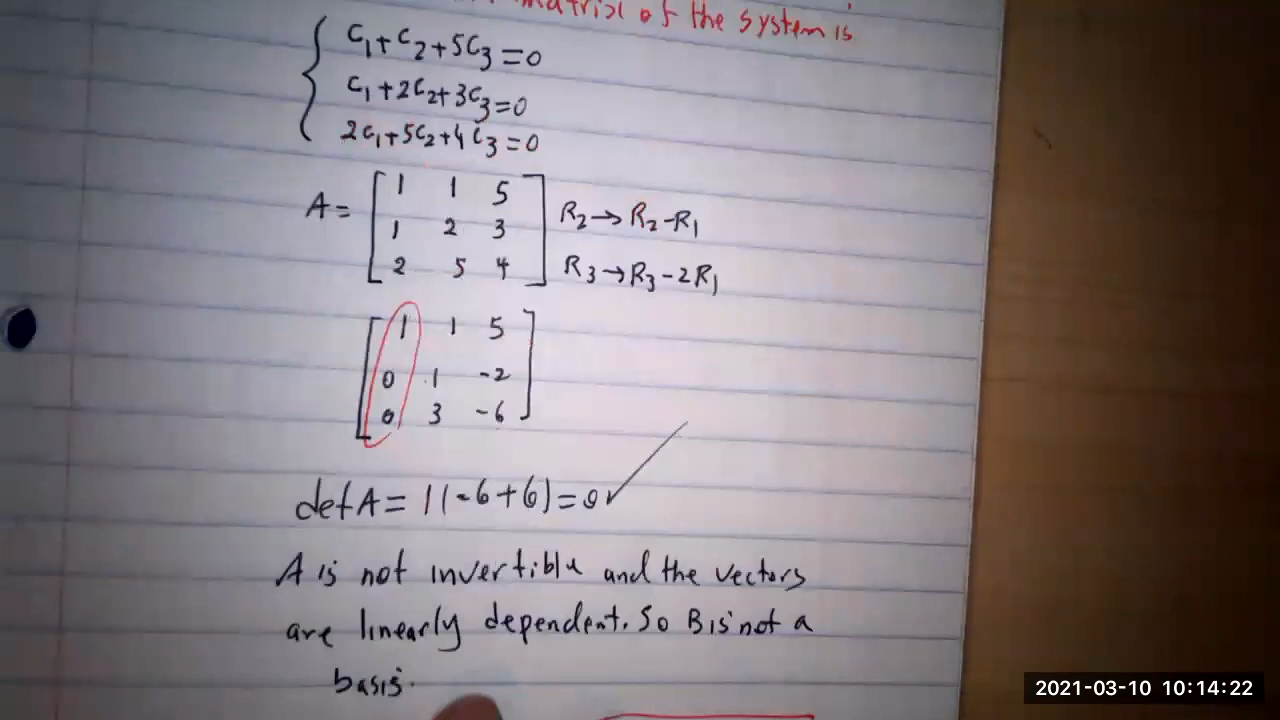 matrix of the system is
C₁+C₂+5C₃=0
C₁+2C₂+3C₃=0
2C₁+5C₂+4C₃=0
A= [1 1 5] R₂→R₂-R₁
[1 2 3]
[2 5 4] R₃→R₃-2R₁
[1 1 5]
[0 1 -2]
[0 3 -6]
detA= 1(-6+6)=0
A is not invertible and the vectors
are linearly dependent. So B is not a
basis.
2021-03-10 10:14:22